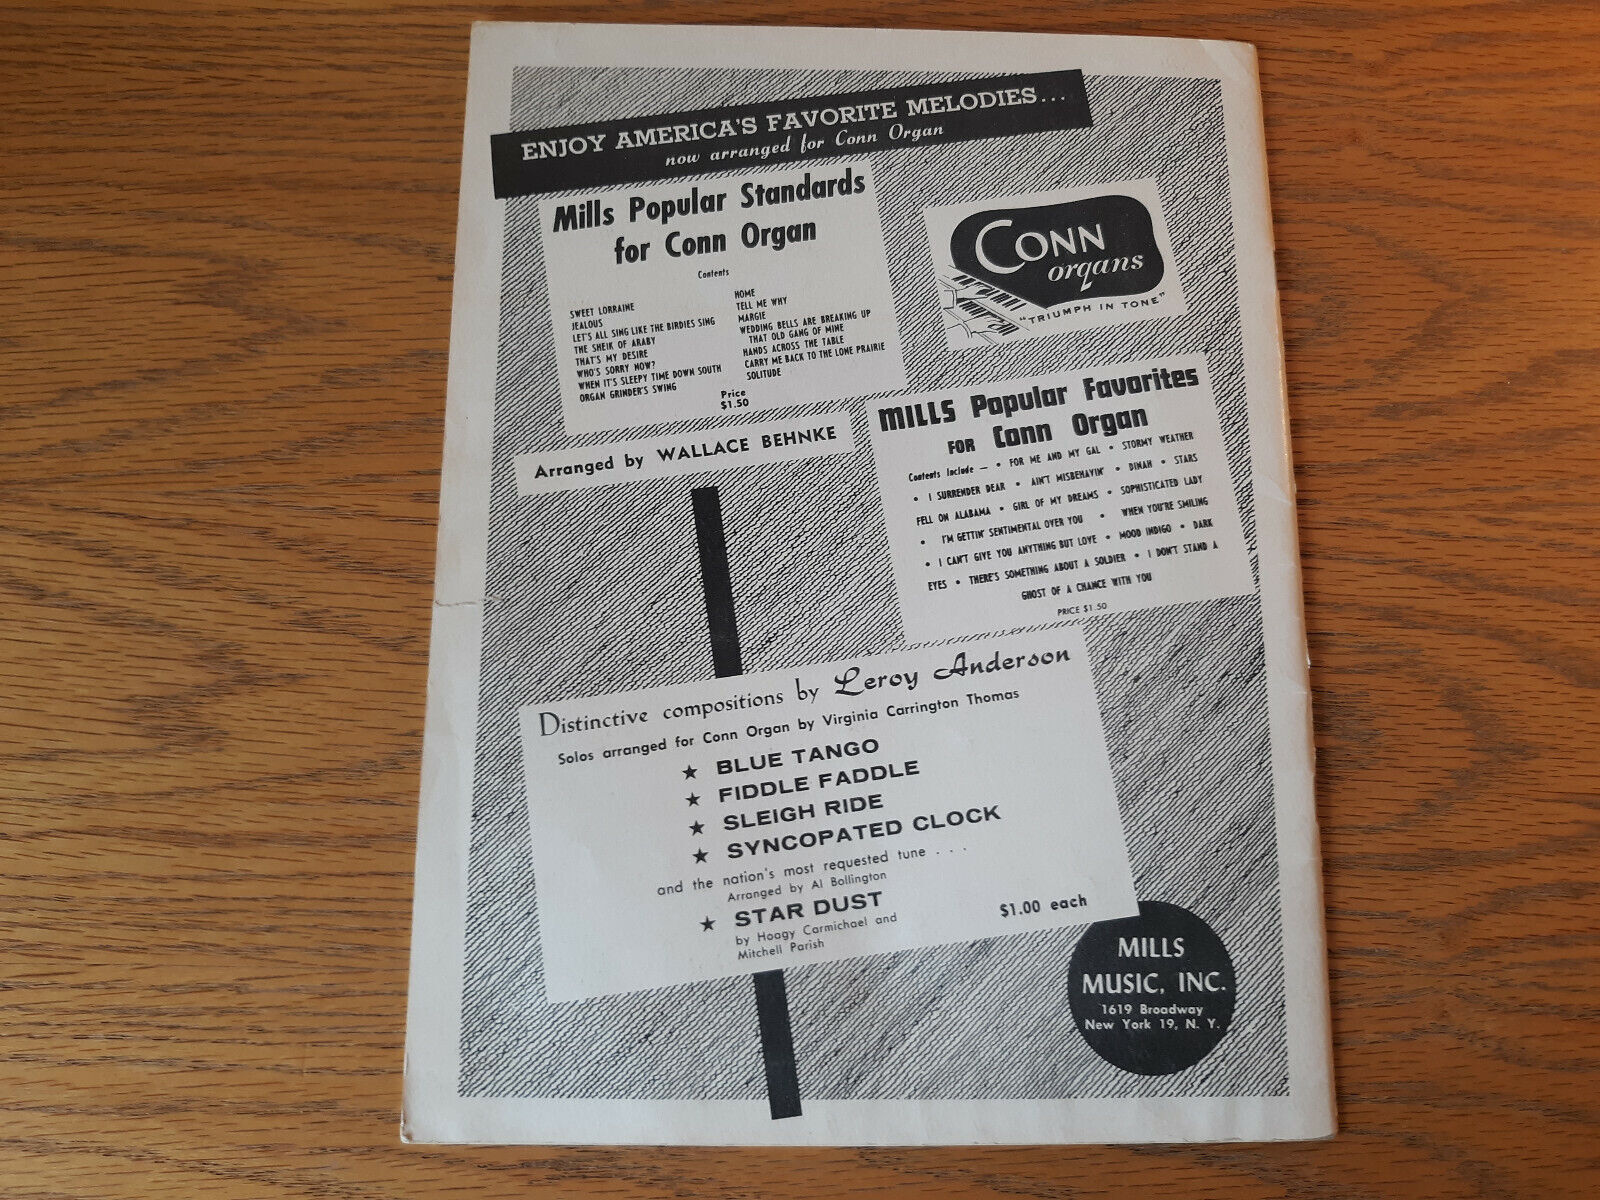 ENJOY AMERICA'S FAVORITE MELODIES...
now arranged for Conn Organ
Mills Popular Standards
for Conn Organ
Contents
SWEET LORRAINE
JEALOUS
LET'S ALL SING LIKE THE BIRDIES SING
THE SHEIK OF ARABY
THAT'S MY DESIRE
WHO'S SORRY NOW?
WHEN IT'S SLEEPY TIME DOWN SOUTH
ORGAN GRINDER'S SWING
HOME
TELL ME WHY
MARGIE
WEDDING BELLS ARE BREAKING UP
THAT OLD GANG OF MINE
HANDS ACROSS THE TABLE
CARRY ME BACK TO THE LONE PRAIRIE
SOLITUDE
Price
$1.50
CONN
organs
"TRIUMPH IN TONE"
Arranged by WALLACE BEHNKE
MILLS Popular Favorites
FOR Conn Organ
Contents Include — • FOR ME AND MY GAL • STORMY WEATHER
• I SURRENDER DEAR • AIN'T MISBEHAVIN' • DINAH • STARS
FELL ON ALABAMA • GIRL OF MY DREAMS • SOPHISTICATED LADY
• I'M GETTIN' SENTIMENTAL OVER YOU • WHEN YOU'RE SMILING
• I CAN'T GIVE YOU ANYTHING BUT LOVE • MOOD INDIGO • DARK
EYES • THERE'S SOMETHING ABOUT A SOLDIER • I DON'T STAND A
GHOST OF A CHANCE WITH YOU
PRICE $1.50
Distinctive compositions by Leroy Anderson
Solos arranged for Conn Organ by Virginia Carrington Thomas
★ BLUE TANGO
★ FIDDLE FADDLE
★ SLEIGH RIDE
★ SYNCOPATED CLOCK
and the nation's most requested tune . . .
Arranged by Al Bollington
★ STAR DUST
by Hoagy Carmichael and
Mitchell Parish
$1.00 each
MILLS
MUSIC, INC.
1619 Broadway
New York 19, N. Y.